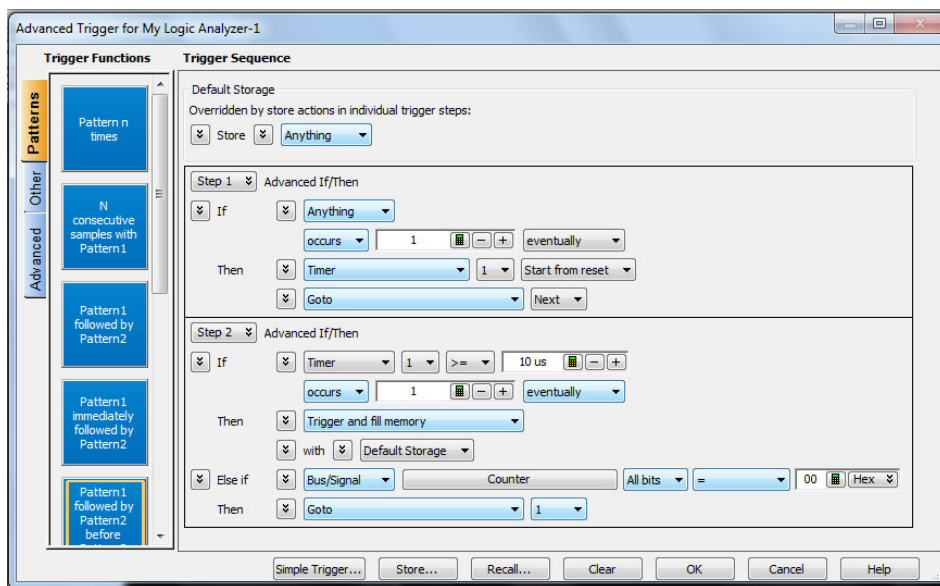 Advanced Trigger for My Logic Analyzer-1
Trigger Functions
Trigger Sequence
Patterns
Other
Advanced
Pattern n
times
N
consecutive
samples with
Pattern1
Pattern1
followed by
Pattern2
Pattern1
immediately
followed by
Pattern2
Pattern1
followed by
Pattern2
before
Default Storage
Overridden by store actions in individual trigger steps:
Store Anything
Step 1 Advanced If/Then
If Anything
occurs 1 - + eventually
Then Timer 1 Start from reset
Goto Next
Step 2 Advanced If/Then
If Timer 1 >= 10 us - +
occurs 1 - + eventually
Then Trigger and fill memory
with Default Storage
Else if Bus/Signal Counter All bits = 00 Hex
Then Goto 1
Simple Trigger... Store... Recall... Clear OK Cancel Help